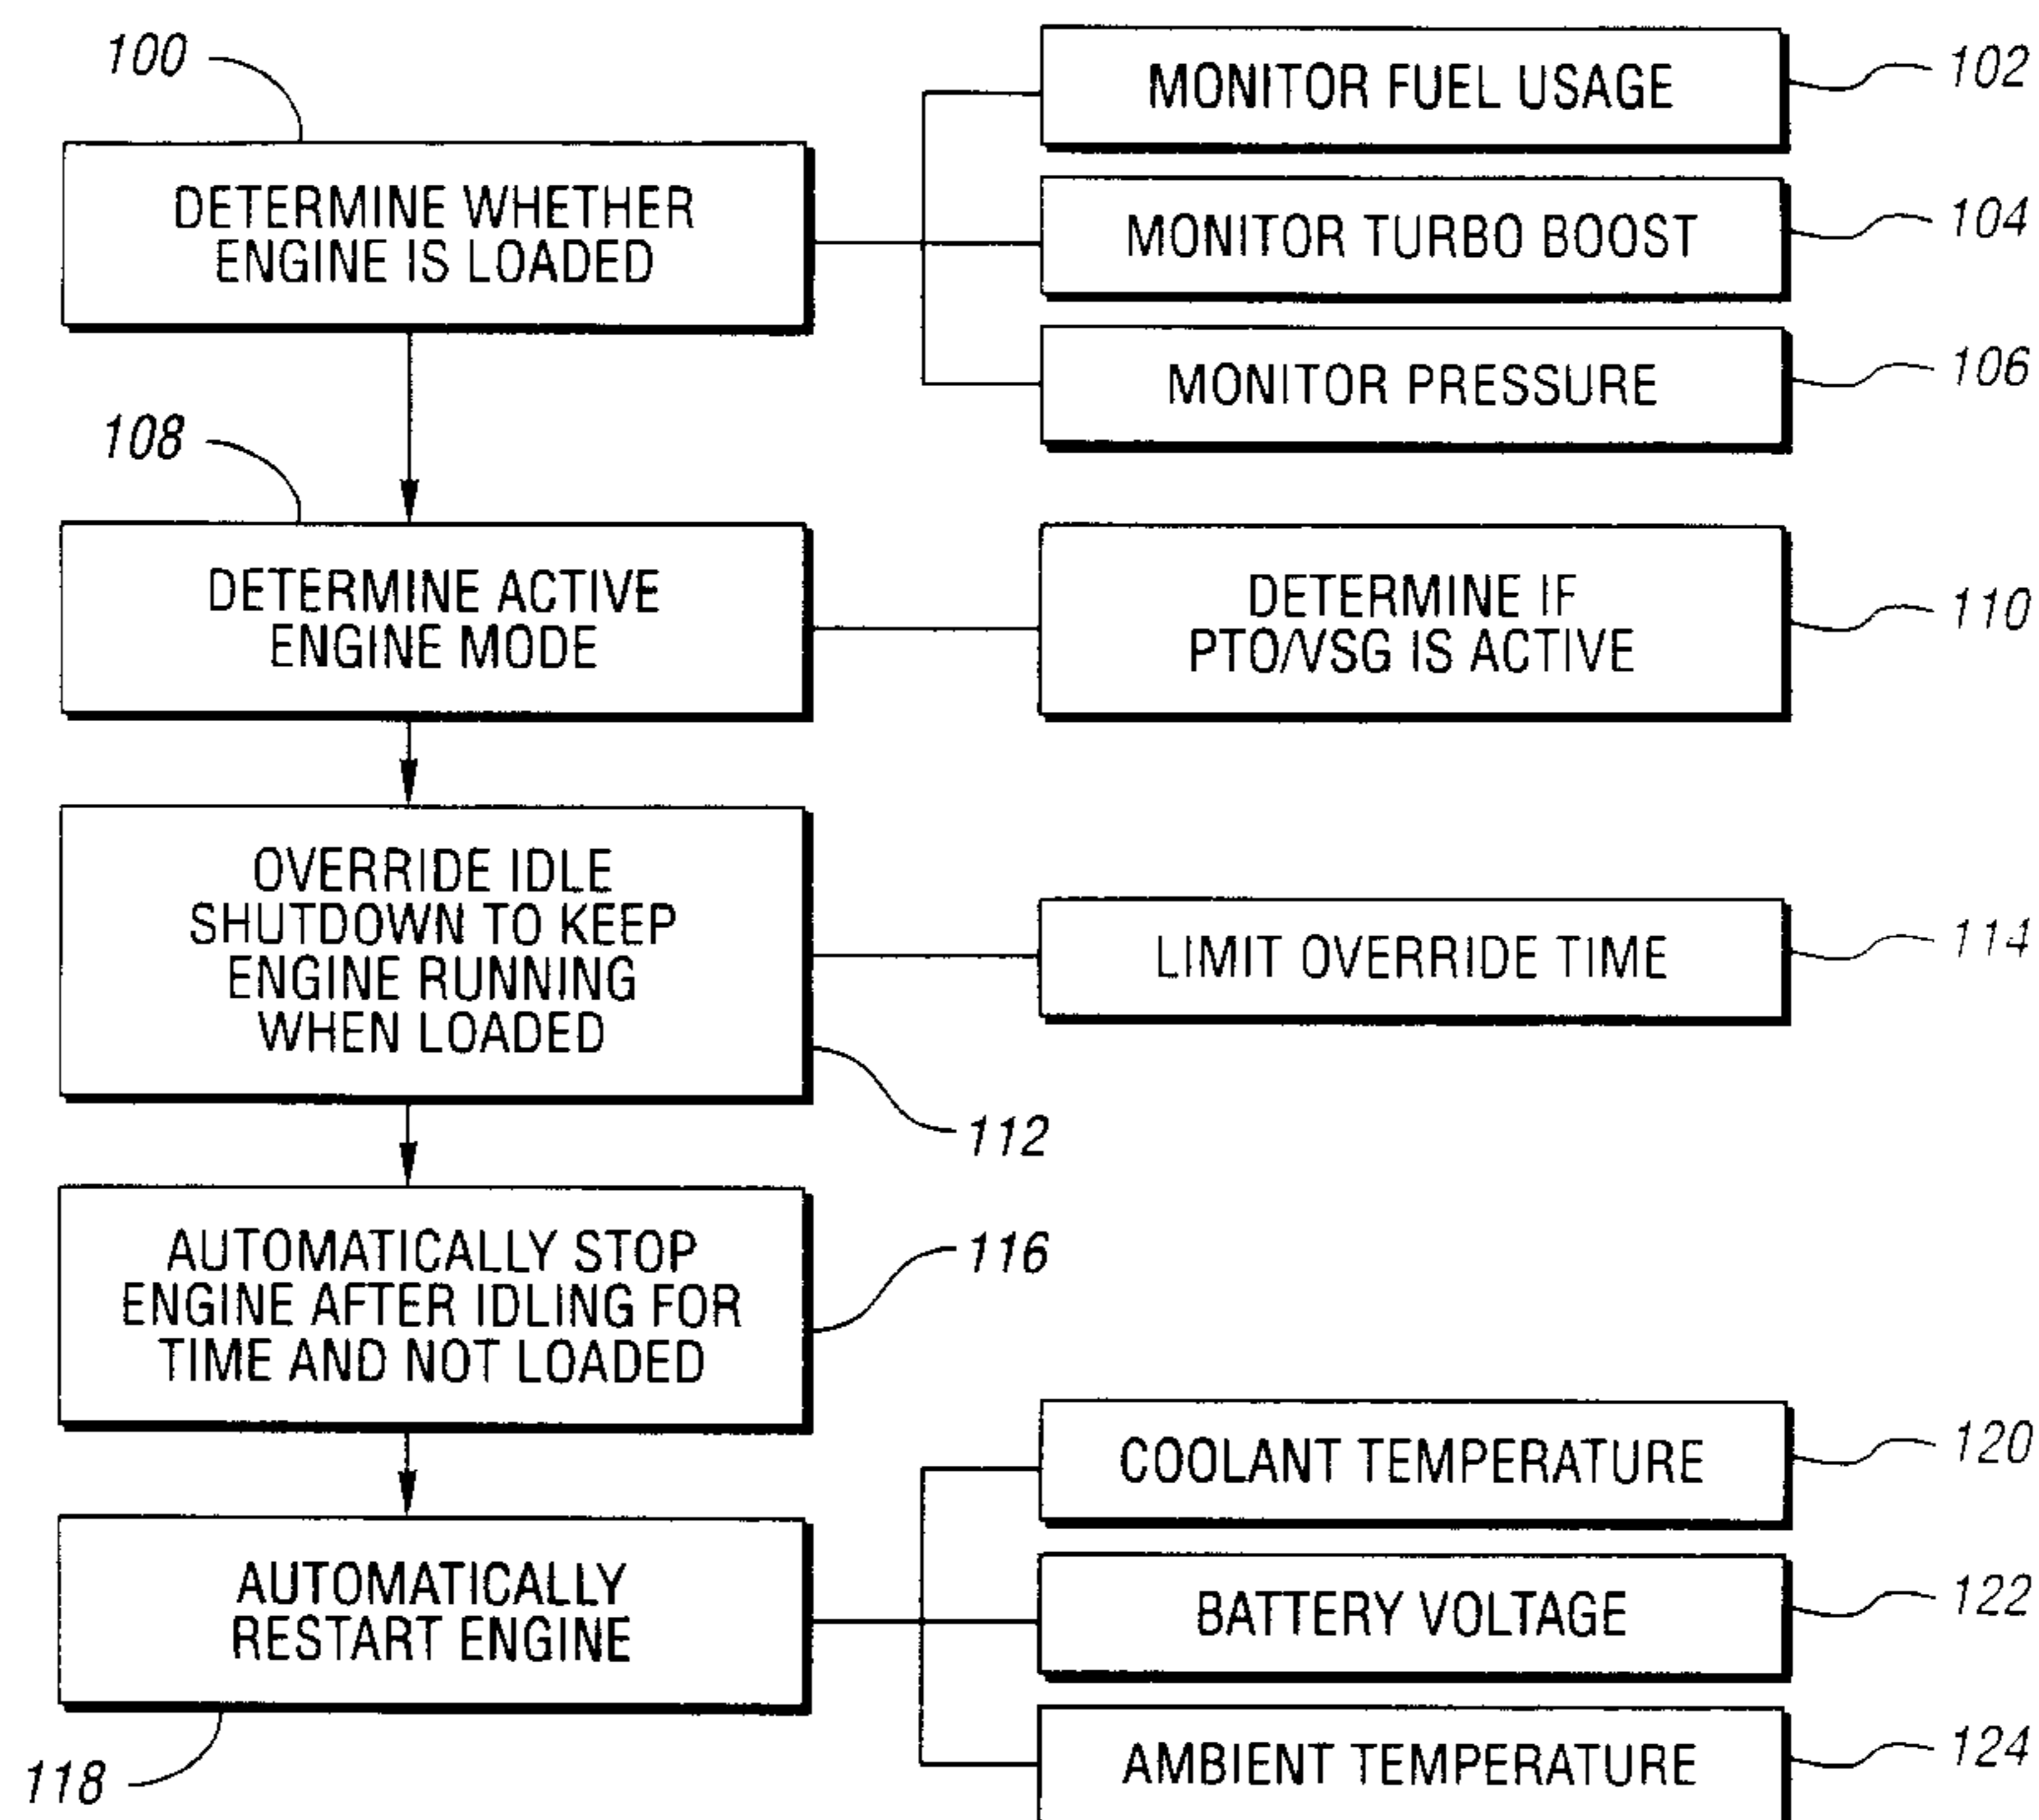 100
DETERMINE WHETHER
ENGINE IS LOADED
MONITOR FUEL USAGE
102
MONITOR TURBO BOOST
104
MONITOR PRESSURE
106
108
DETERMINE ACTIVE
ENGINE MODE
DETERMINE IF
PTO/VSG IS ACTIVE
110
OVERRIDE IDLE
SHUTDOWN TO KEEP
ENGINE RUNNING
WHEN LOADED
112
LIMIT OVERRIDE TIME
114
AUTOMATICALLY STOP
ENGINE AFTER IDLING FOR
TIME AND NOT LOADED
116
AUTOMATICALLY
RESTART ENGINE
118
COOLANT TEMPERATURE
120
BATTERY VOLTAGE
122
AMBIENT TEMPERATURE
124